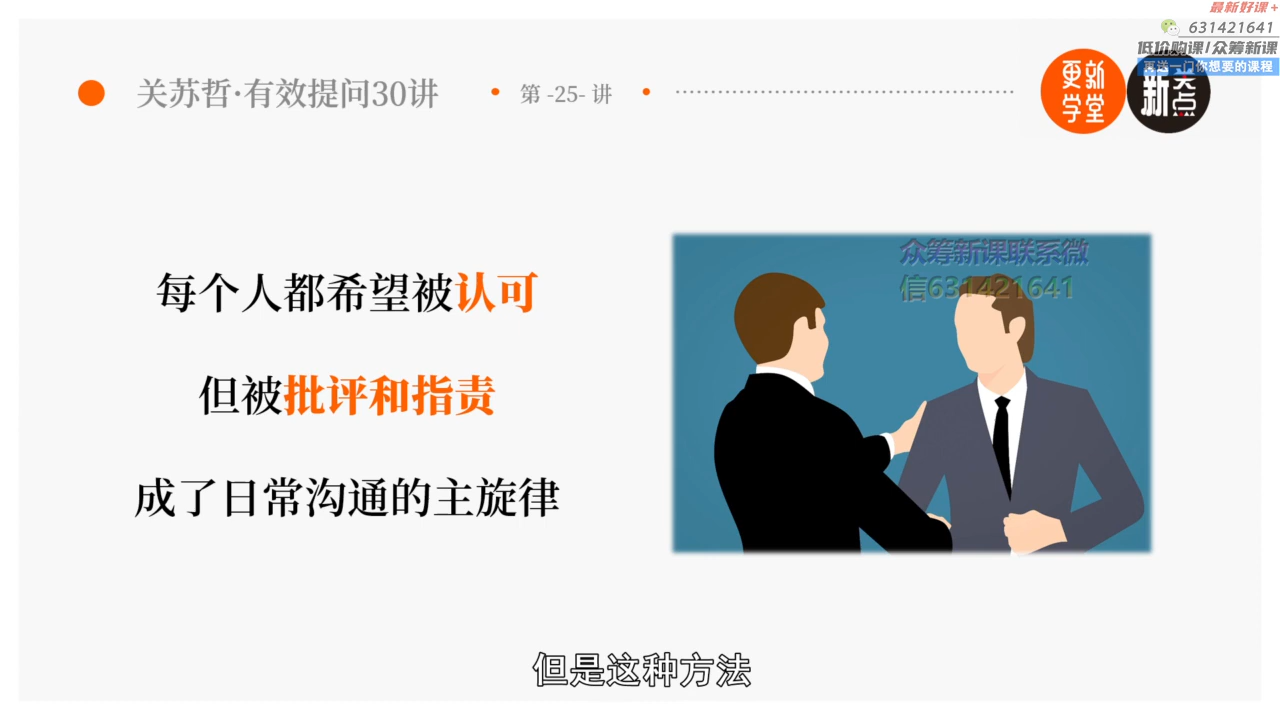 最新好课+
631421641
低价购课/众筹新课
再送一门你想要的课程
关苏哲·有效提问30讲
第 -25- 讲
更新
学堂
新关点
每个人都希望被认可
但被批评和指责
成了日常沟通的主旋律
众筹新课联系微
信631421641
但是这种方法